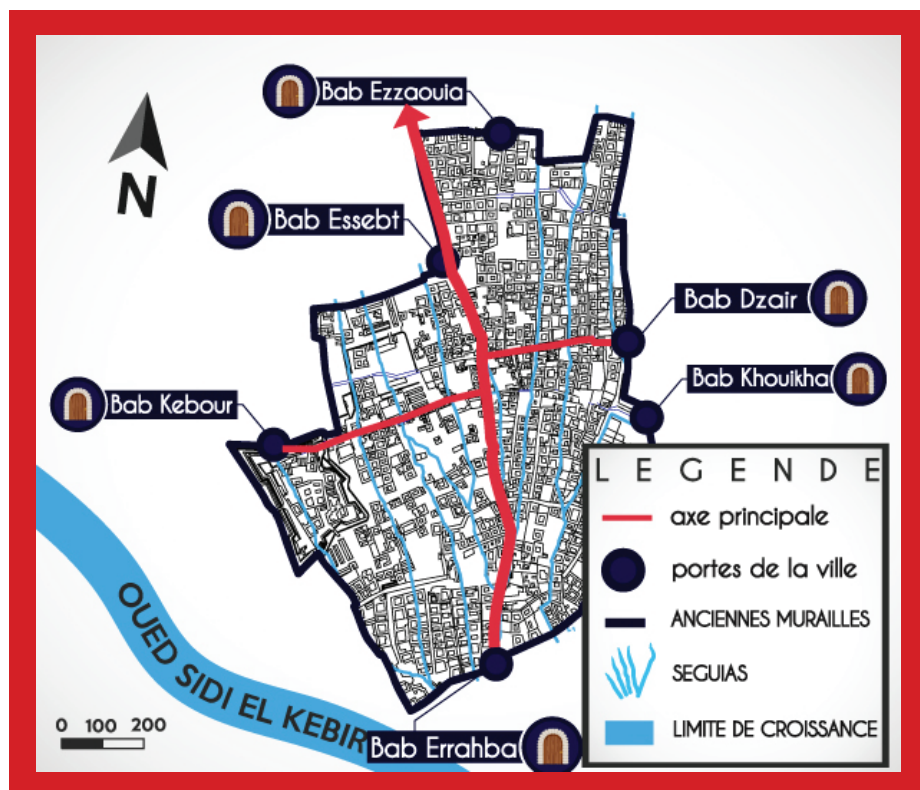 Bab Ezzaouia
N
Bab Essebt
Bab Dzair
Bab Khouikha
Bab Kebour
LEGENDE
axe principale
portes de la ville
ANCIENNES MURAILLES
SEGUIAS
LIMITE DE CROISSANCE
OUED SIDI EL KEBIR
0 100 200
Bab Errahba